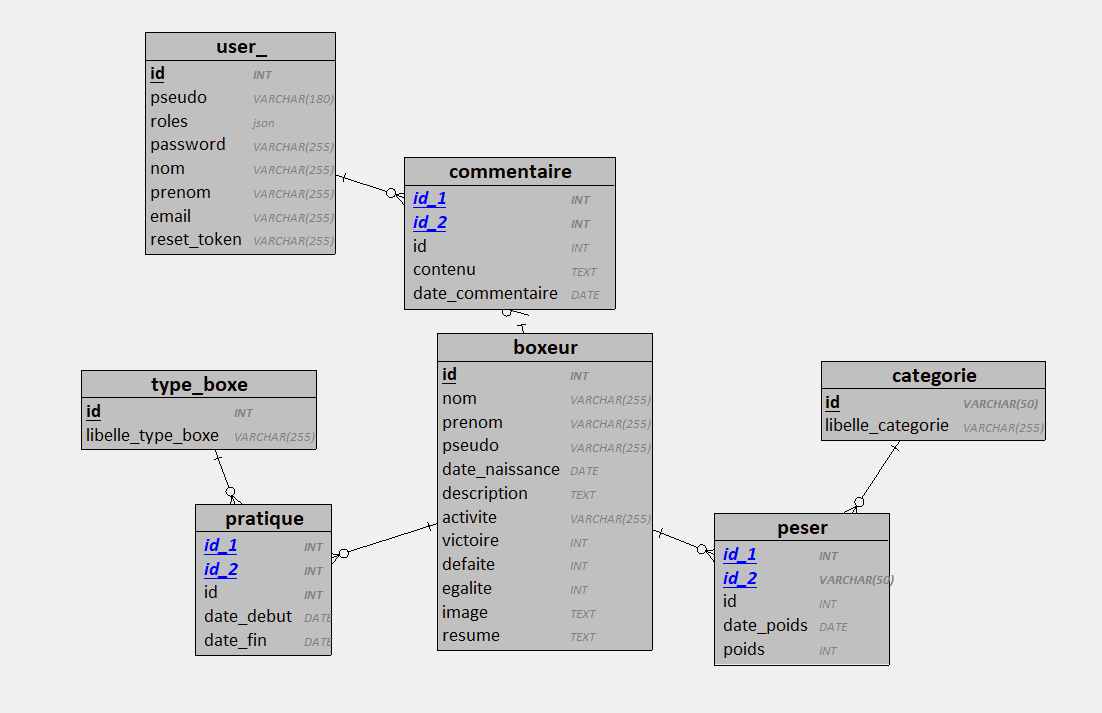 user_
id INT
pseudo VARCHAR(180)
roles json
password VARCHAR(255)
nom VARCHAR(255)
prenom VARCHAR(255)
email VARCHAR(255)
reset_token VARCHAR(255)
commentaire
id_1 INT
id_2 INT
id INT
contenu TEXT
date_commentaire DATE
boxeur
id INT
nom VARCHAR(255)
prenom VARCHAR(255)
pseudo VARCHAR(255)
date_naissance DATE
description TEXT
activite VARCHAR(255)
victoire INT
defaite INT
egalite INT
image TEXT
resume TEXT
type_boxe
id INT
libelle_type_boxe VARCHAR(255)
categorie
id VARCHAR(50)
libelle_categorie VARCHAR(255)
pratique
id_1 INT
id_2 INT
id INT
date_debut DATE
date_fin DATE
peser
id_1 INT
id_2 VARCHAR(50)
id INT
date_poids DATE
poids INT